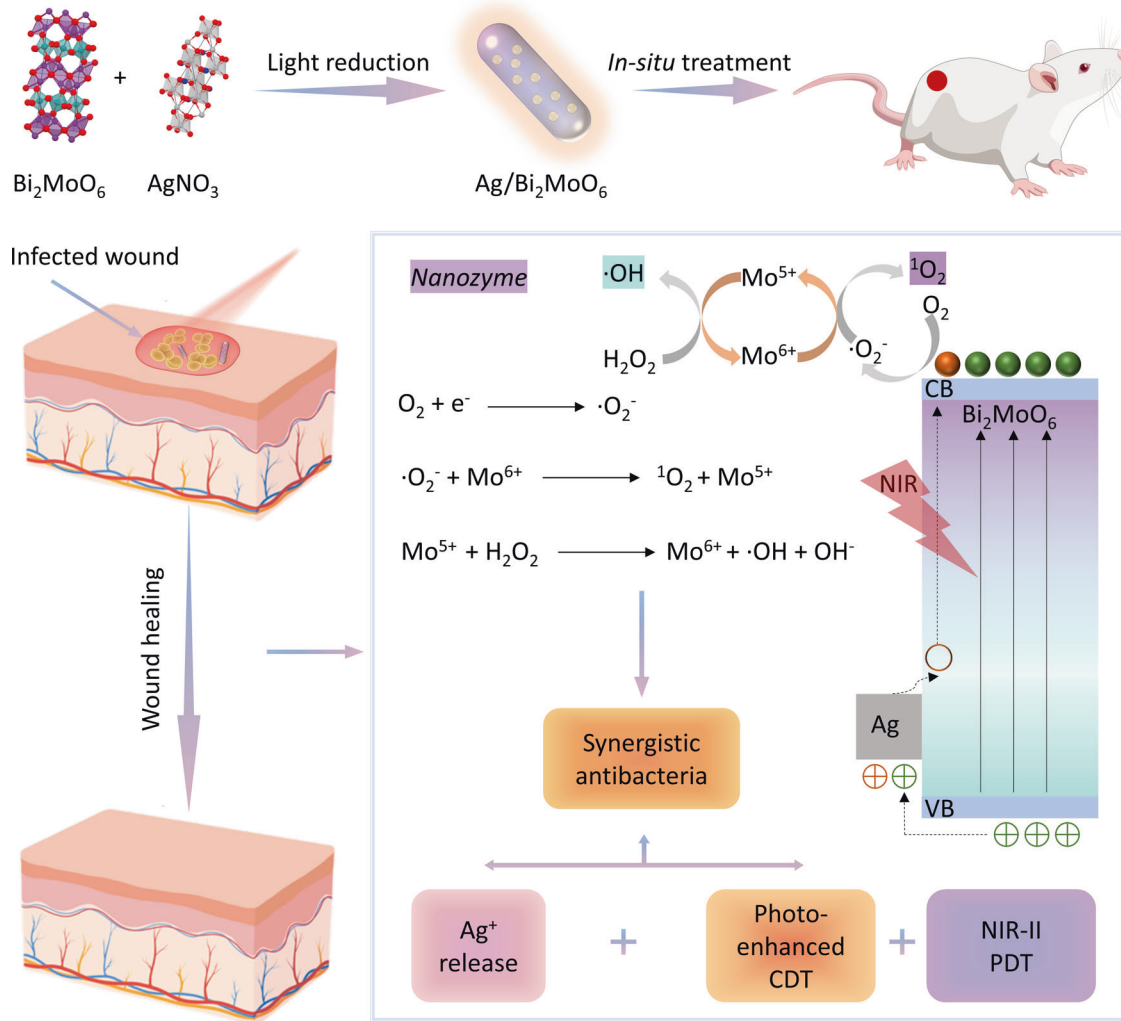 Bi₂MoO₆
+
AgNO₃
Light reduction
Ag/Bi₂MoO₆
In-situ treatment
Infected wound
Wound healing
Nanozyme
·OH
Mo⁵⁺
¹O₂
O₂
H₂O₂
Mo⁶⁺
·O₂⁻
O₂ + e⁻ → ·O₂⁻
·O₂⁻ + Mo⁶⁺ → ¹O₂ + Mo⁵⁺
Mo⁵⁺ + H₂O₂ → Mo⁶⁺ + ·OH + OH⁻
CB
Bi₂MoO₆
NIR
Ag
VB
Synergistic
antibacteria
Ag⁺
release
+
Photo-
enhanced
CDT
+
NIR-II
PDT